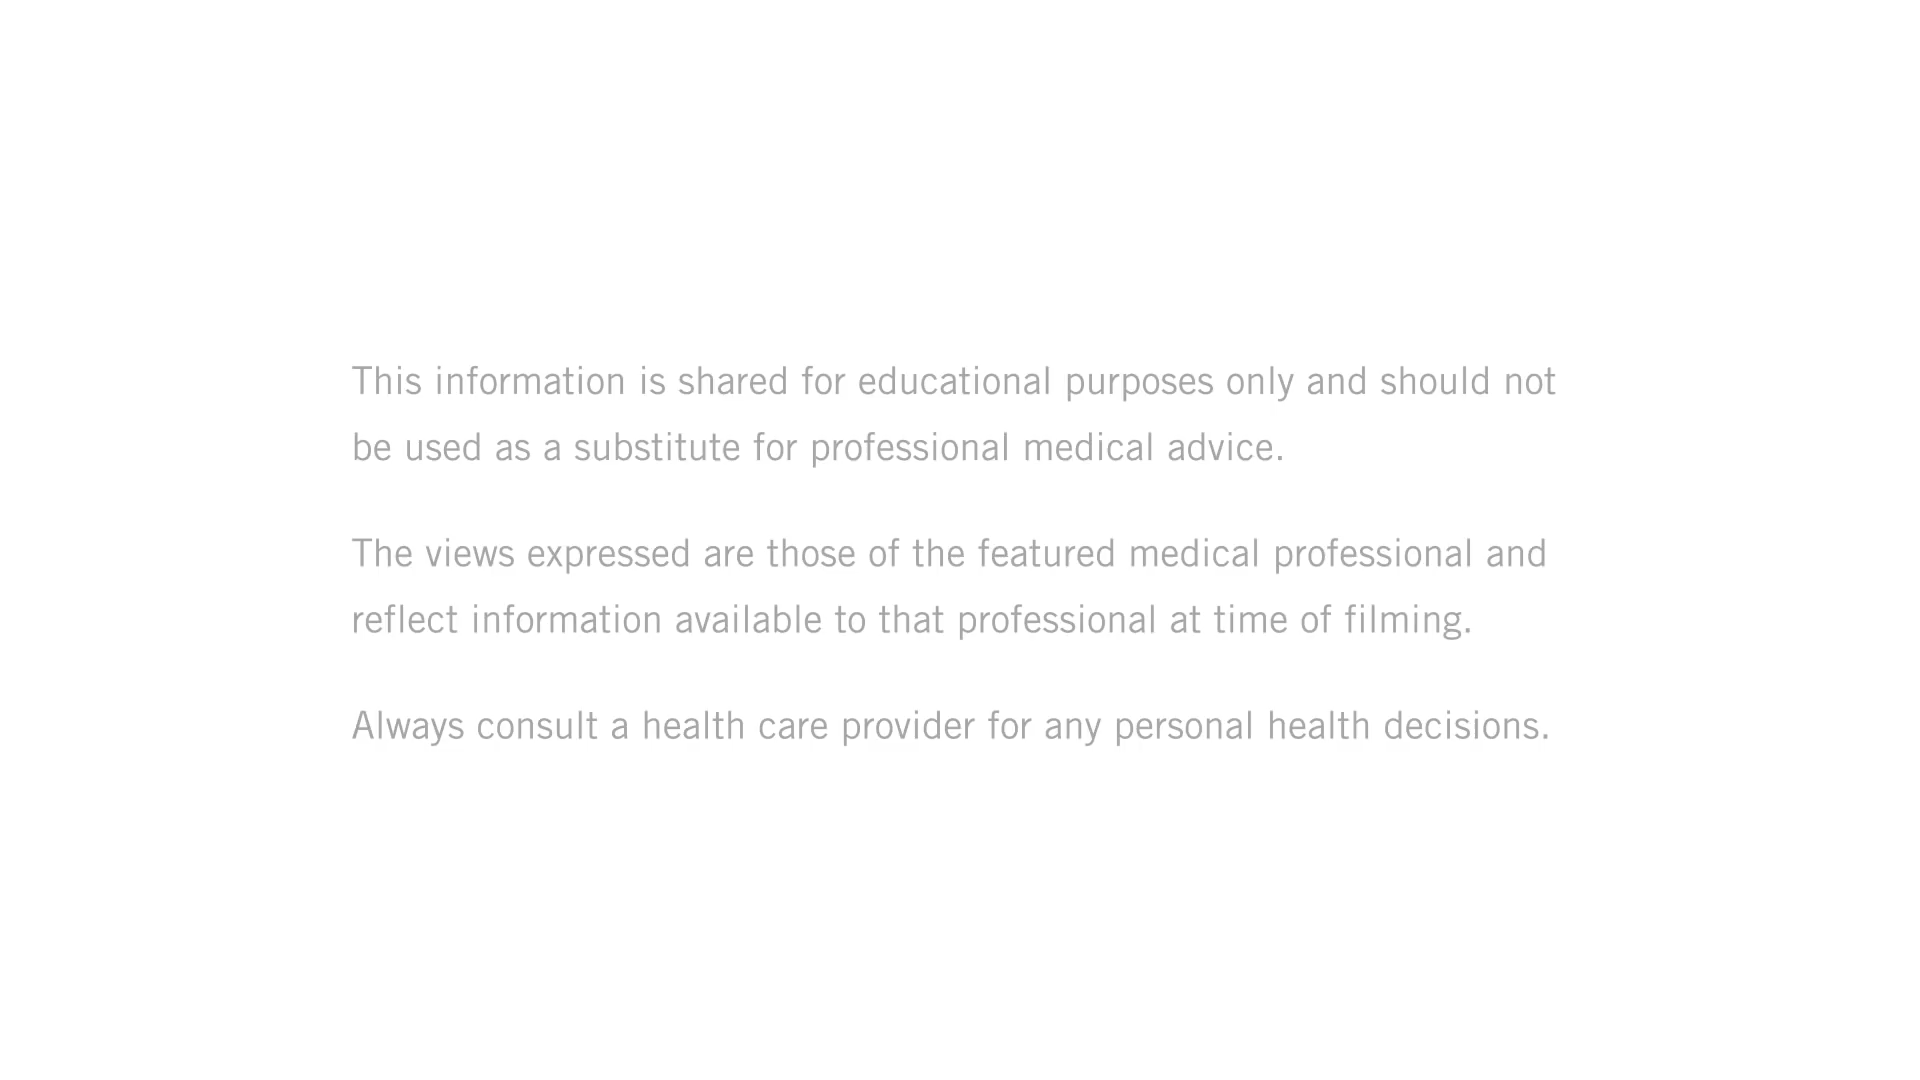 This information is shared for educational purposes only and should not
be used as a substitute for professional medical advice.
The views expressed are those of the featured medical professional and
reflect information available to that professional at time of filming.
Always consult a health care provider for any personal health decisions.